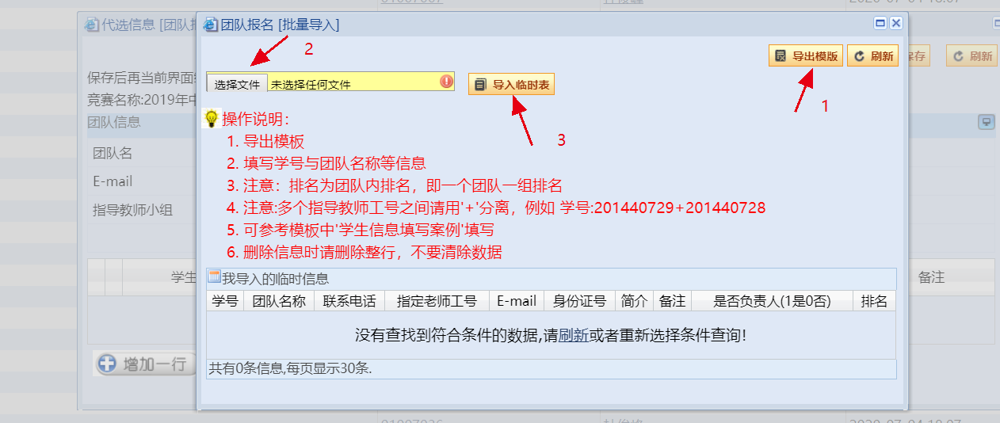 代选信息 [团队报
团队报名 [批量导入]
2
导出模版
刷新
保存
刷新
保存后再当前界面
选择文件 未选择任何文件
导入临时表
1
竞赛名称:2019年中
团队信息
操作说明：
3
1. 导出模板
团队名
2. 填写学号与团队名称等信息
E-mail
3. 注意：排名为团队内排名，即一个团队一组排名
指导教师小组
4. 注意:多个指导教师工号之间请用'+'分离，例如 学号:201440729+201440728
5. 可参考模板中'学生信息填写案例'填写
6. 删除信息时请删除整行，不要清除数据
我导入的临时信息
学生
备注
学号 团队名称 联系电话 指定老师工号 E-mail 身份证号 简介 备注 是否负责人(1是0否) 排名
没有查找到符合条件的数据,请刷新或者重新选择条件查询!
增加一行
共有0条信息,每页显示30条.